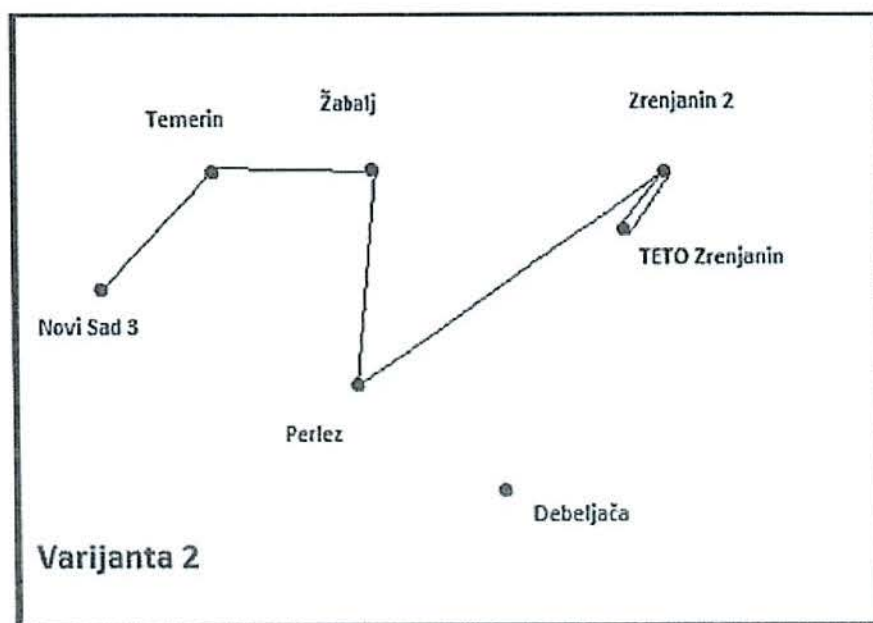 Žabalj
Zrenjanin 2
Temerin
TETO Zrenjanin
Novi Sad 3
Perlez
Debeljača
Varijanta 2